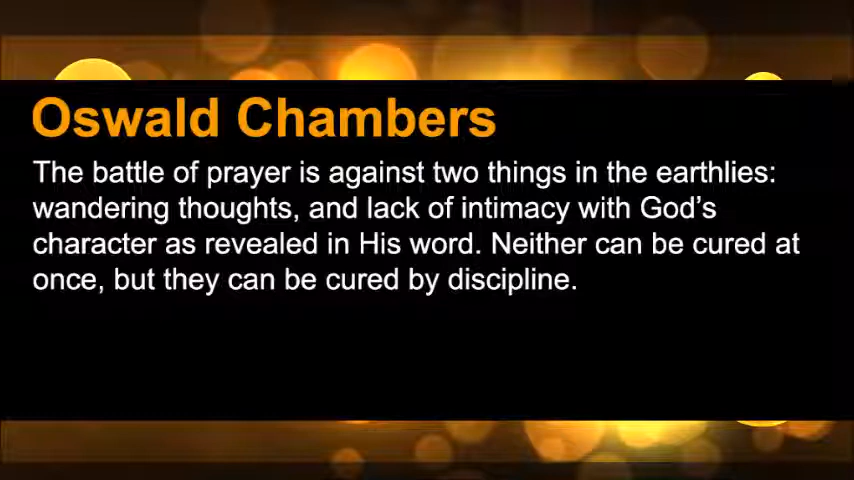 Oswald Chambers
The battle of prayer is against two things in the earthlies:
wandering thoughts, and lack of intimacy with God’s
character as revealed in His word. Neither can be cured at
once, but they can be cured by discipline.